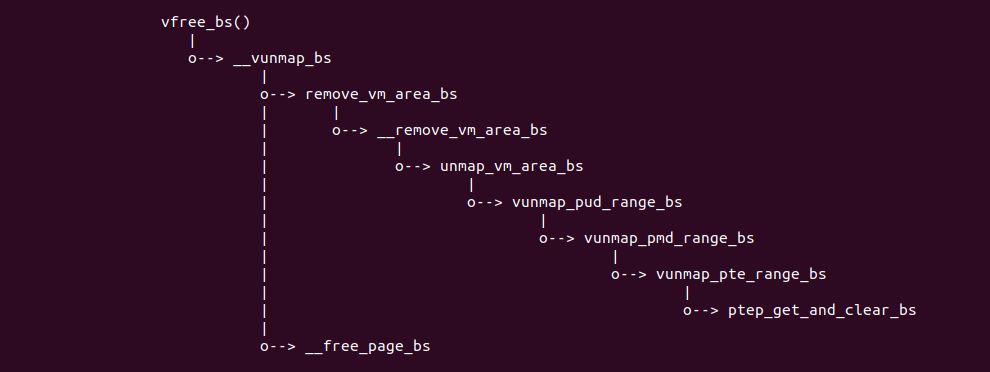 vfree_bs()
|
o--> __vunmap_bs
|
o--> remove_vm_area_bs
| |
| o--> __remove_vm_area_bs
| |
| o--> unmap_vm_area_bs
| |
| o--> vunmap_pud_range_bs
| |
| o--> vunmap_pmd_range_bs
| |
| o--> vunmap_pte_range_bs
| |
| o--> ptep_get_and_clear_bs
|
o--> __free_page_bs